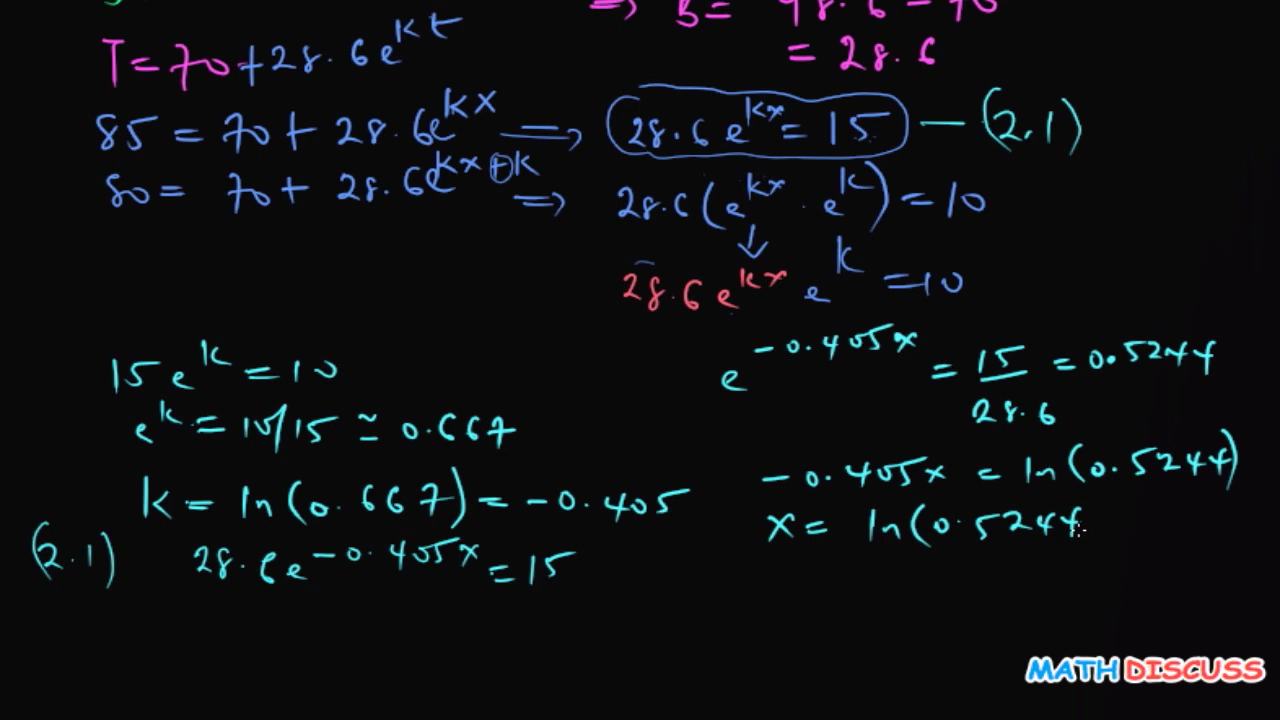 ⇒ B = 98.6 - 70
= 28.6
T = 70 + 28.6e^{kt}
85 = 70 + 28.6e^{kx} ⇒ 28.6e^{kx} = 15 — (2.1)
80 = 70 + 28.6e^{kx+k} ⇒ 28.6(e^{kx} · e^{k}) = 10
28.6e^{kx} e^{k} = 10
15e^{k} = 10
e^{k} = 10/15 ≅ 0.667
k = ln(0.667) = -0.405
(2.1) 28.6e^{-0.405x} = 15
e^{-0.405x} = 15/28.6 = 0.5244
-0.405x = ln(0.5244)
x = ln(0.5244
MATH DISCUSS